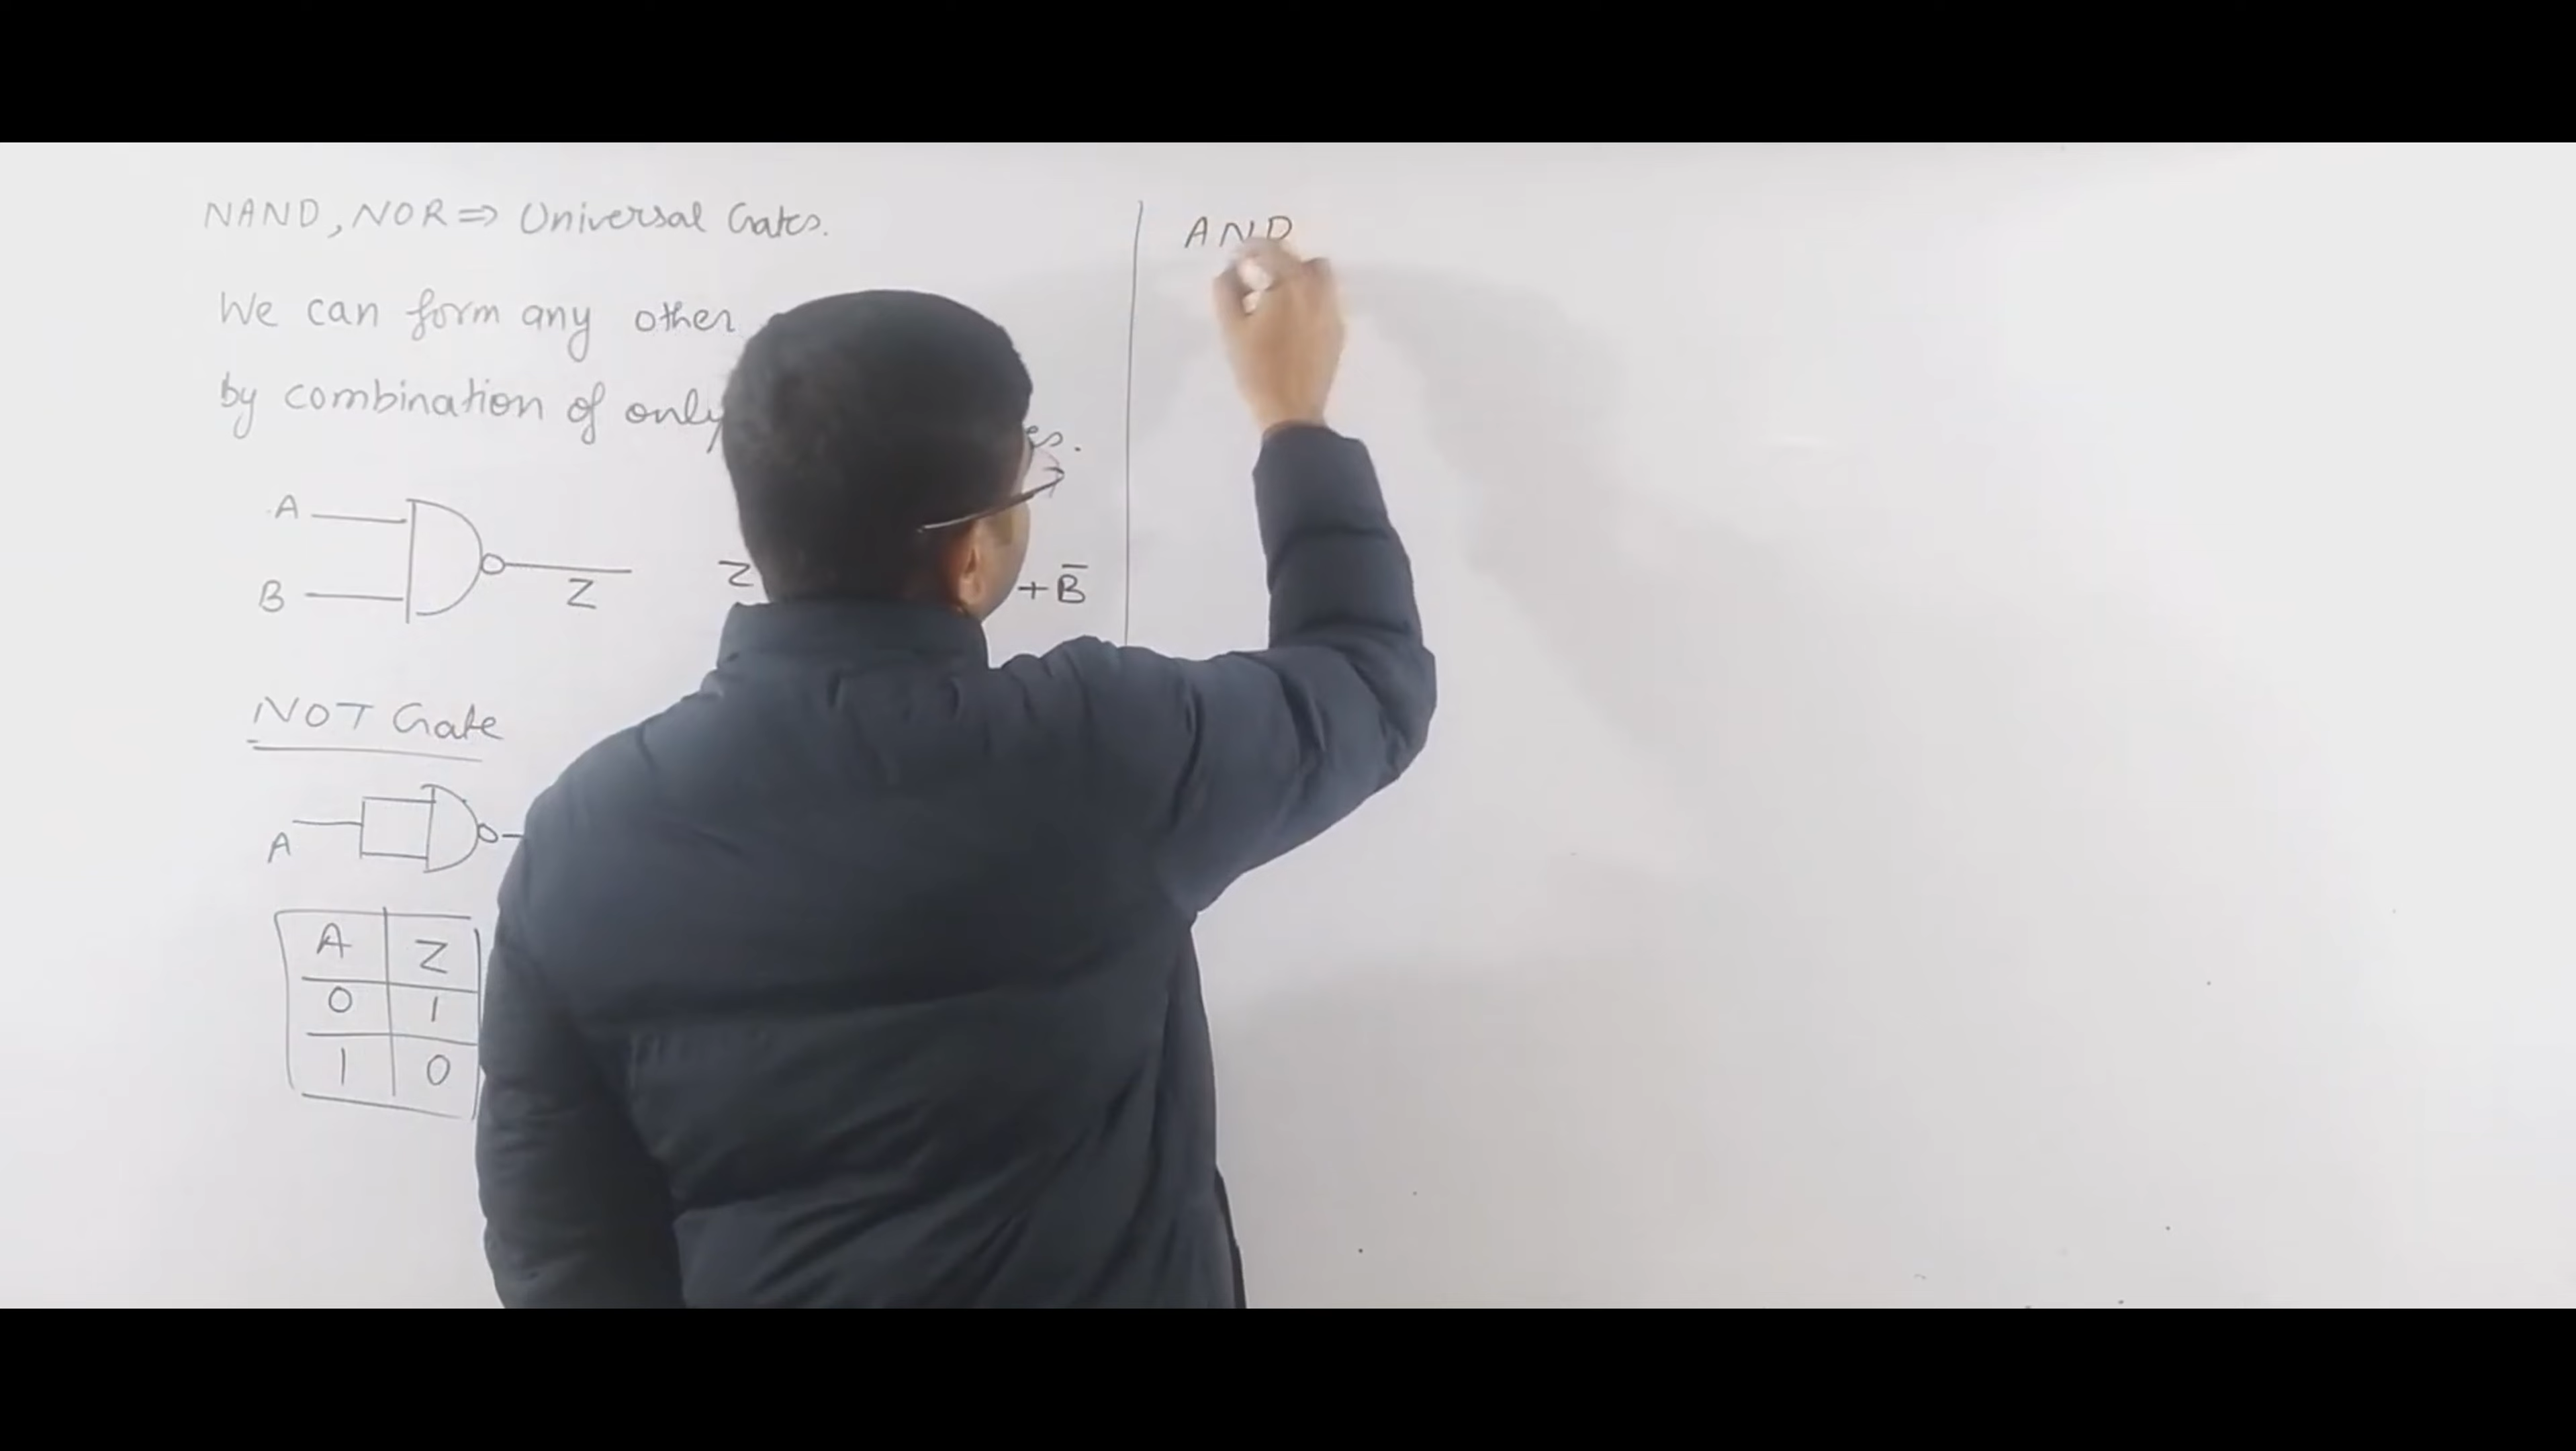 NAND, NOR ⇒ Universal Gates.
We can form any other
by combination of only
A
B
Z
Z
+ B̄
NOT Gate
A
A Z
0 1
1 0
AND